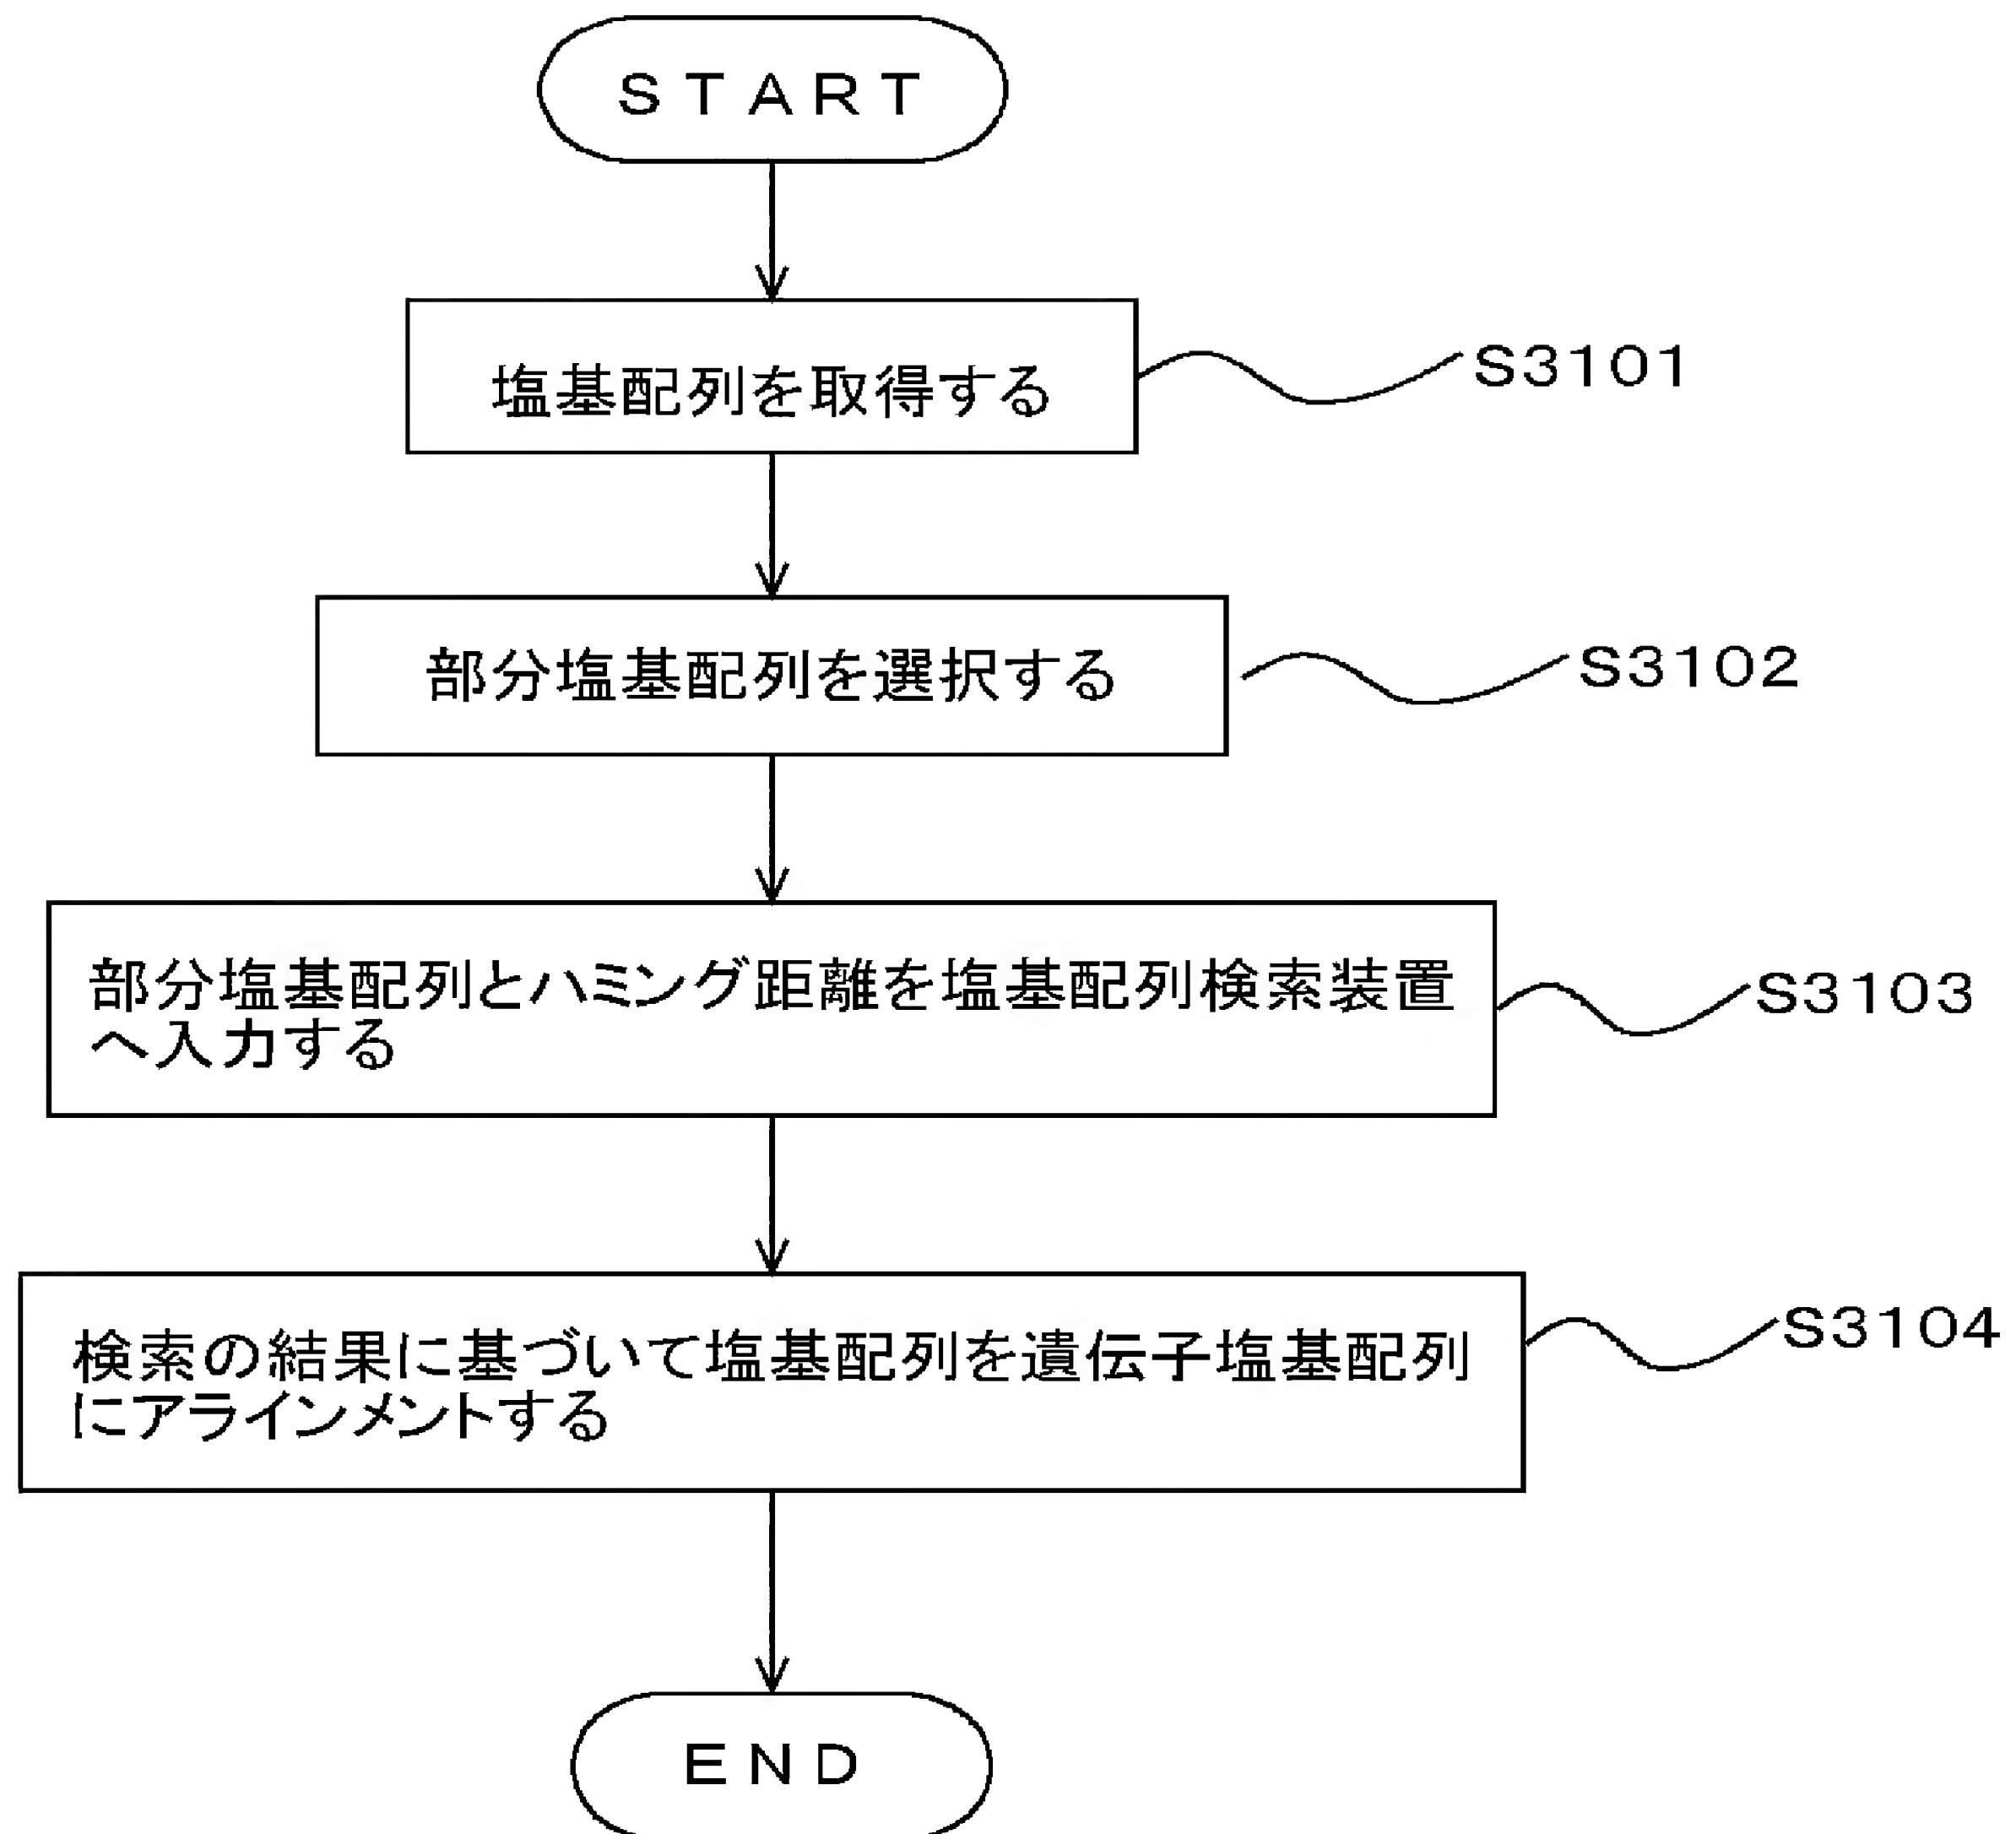 START
塩基配列を取得する
S3101
部分塩基配列を選択する
S3102
部分塩基配列とハミング距離を塩基配列検索装置
へ入力する
S3103
検索の結果に基づいて塩基配列を遺伝子塩基配列
にアラインメントする
S3104
END